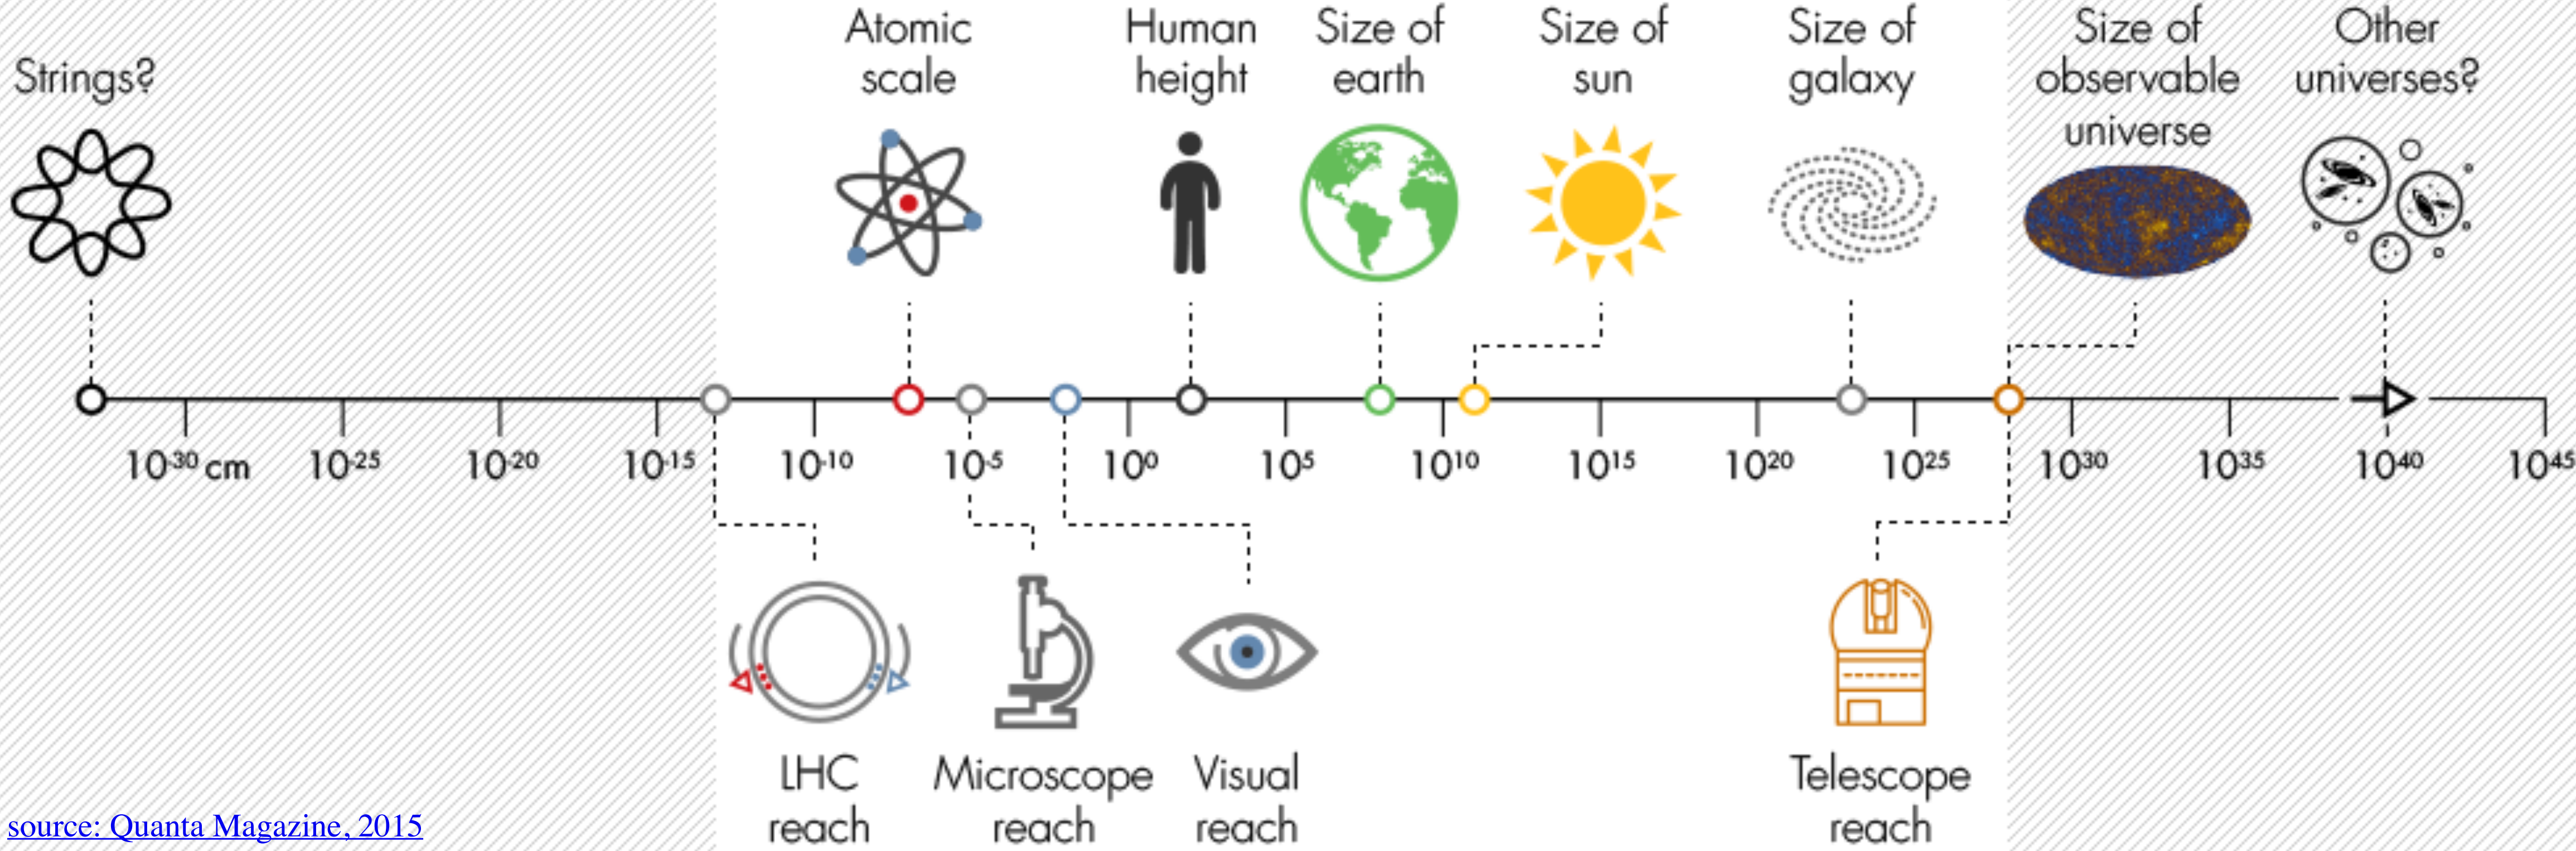 Strings?
Atomic
scale
Human
height
Size of
earth
Size of
sun
Size of
galaxy
Size of
observable
universe
Other
universes?
10⁻³⁰ cm
10⁻²⁵
10⁻²⁰
10⁻¹⁵
10⁻¹⁰
10⁻⁵
10⁰
10⁵
10¹⁰
10¹⁵
10²⁰
10²⁵
10³⁰
10³⁵
10⁴⁰
10⁴⁵
LHC
reach
Microscope
reach
Visual
reach
Telescope
reach
source: Quanta Magazine, 2015